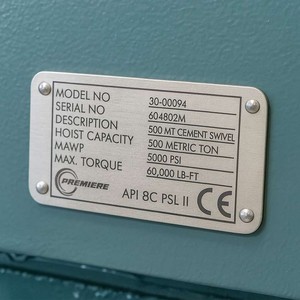 MODEL NO 30-00094
SERIAL NO 604802M
DESCRIPTION 500 MT CEMENT SWIVEL
HOIST CAPACITY 500 METRIC TON
MAWP 5000 PSI
MAX. TORQUE 60,000 LB-FT
PREMIERE API 8C PSL II CE